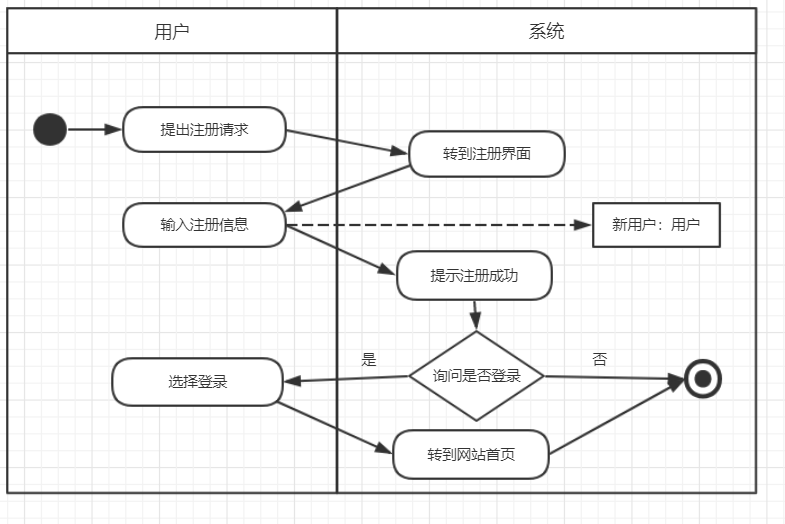 用户
系统
提出注册请求
转到注册界面
输入注册信息
新用户：用户
提示注册成功
是
否
询问是否登录
选择登录
转到网站首页